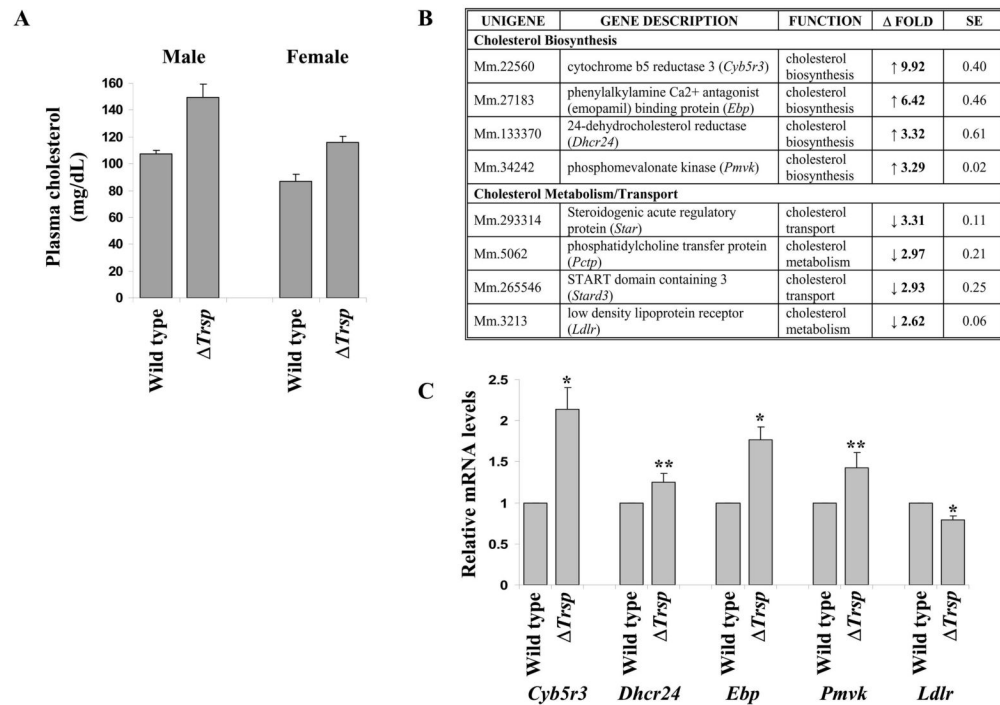 A
Male Female
Plasma cholesterol
(mg/dL)
160
140
120
100
80
60
40
20
0
Wild type
ΔTrsp
Wild type
ΔTrsp
B
UNIGENE GENE DESCRIPTION FUNCTION Δ FOLD SE
Cholesterol Biosynthesis
Mm.22560 cytochrome b5 reductase 3 (Cyb5r3) cholesterol biosynthesis ↑ 9.92 0.40
Mm.27183 phenylalkylamine Ca2+ antagonist (emopamil) binding protein (Ebp) cholesterol biosynthesis ↑ 6.42 0.46
Mm.133370 24-dehydrocholesterol reductase (Dhcr24) cholesterol biosynthesis ↑ 3.32 0.61
Mm.34242 phosphomevalonate kinase (Pmvk) cholesterol biosynthesis ↑ 3.29 0.02
Cholesterol Metabolism/Transport
Mm.293314 Steroidogenic acute regulatory protein (Star) cholesterol transport ↓ 3.31 0.11
Mm.5062 phosphatidylcholine transfer protein (Pctp) cholesterol metabolism ↓ 2.97 0.21
Mm.265546 START domain containing 3 (Stard3) cholesterol transport ↓ 2.93 0.25
Mm.3213 low density lipoprotein receptor (Ldlr) cholesterol metabolism ↓ 2.62 0.06
C
Relative mRNA levels
2.5
2
1.5
1
0.5
0
* ** * ** *
Wild type
ΔTrsp
Wild type
ΔTrsp
Wild type
ΔTrsp
Wild type
ΔTrsp
Wild type
ΔTrsp
Cyb5r3 Dhcr24 Ebp Pmvk Ldlr